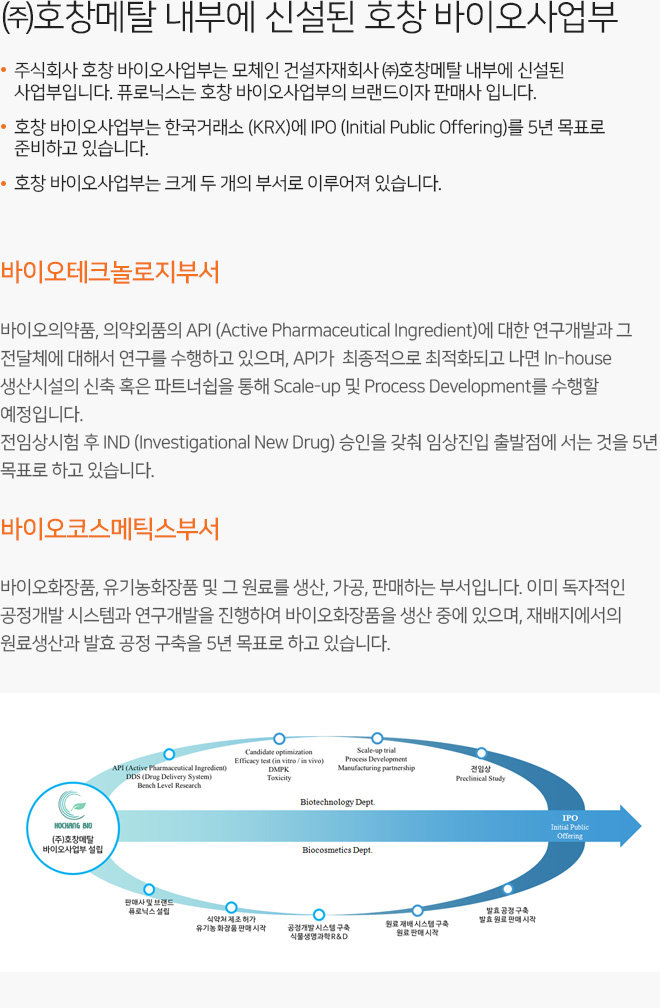 ㈜호창메탈 내부에 신설된 호창 바이오사업부
• 주식회사 호창 바이오사업부는 모체인 건설자재회사 ㈜호창메탈 내부에 신설된
사업부입니다. 퓨로닉스는 호창 바이오사업부의 브랜드이자 판매사 입니다.
• 호창 바이오사업부는 한국거래소 (KRX)에 IPO (Initial Public Offering)를 5년 목표로
준비하고 있습니다.
• 호창 바이오사업부는 크게 두 개의 부서로 이루어져 있습니다.
바이오테크놀로지부서
바이오의약품, 의약외품의 API (Active Pharmaceutical Ingredient)에 대한 연구개발과 그
전달체에 대해서 연구를 수행하고 있으며, API가 최종적으로 최적화되고 나면 In-house
생산시설의 신축 혹은 파트너쉽을 통해 Scale-up 및 Process Development를 수행할
예정입니다.
전임상시험 후 IND (Investigational New Drug) 승인을 갖춰 임상진입 출발점에 서는 것을 5년
목표로 하고 있습니다.
바이오코스메틱스부서
바이오화장품, 유기농화장품 및 그 원료를 생산, 가공, 판매하는 부서입니다. 이미 독자적인
공정개발 시스템과 연구개발을 진행하여 바이오화장품을 생산 중에 있으며, 재배지에서의
원료생산과 발효 공정 구축을 5년 목표로 하고 있습니다.
API (Active Pharmaceutical Ingredient)
DDS (Drug Delivery System)
Bench Level Research
Candidate optimization
Efficacy test (in vitro / in vivo)
DMPK
Toxicity
Scale-up trial
Process Development
Manufacturing partnership
전임상
Preclinical Study
HOCHANG BIO
(주)호창메탈
바이오사업부 설립
Biotechnology Dept.
IPO
Initial Public
Offering
Biocosmetics Dept.
판매사 및 브랜드
퓨로닉스 설립
식약처 제조 허가
유기농 화장품 판매 시작
공정개발 시스템 구축
식물생명과학 R & D
원료 재배 시스템 구축
원료 판매 시작
발효 공정 구축
발효 원료 판매 시작